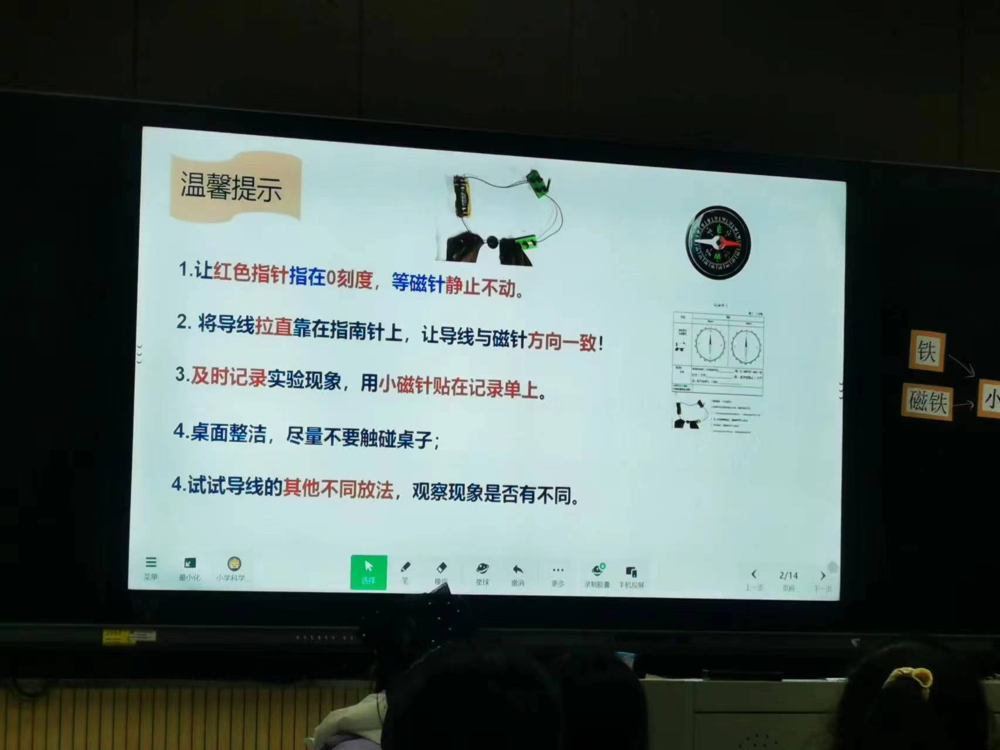 温馨提示
1.让红色指针指在0刻度，等磁针静止不动。
2. 将导线拉直靠在指南针上，让导线与磁针方向一致！
3.及时记录实验现象，用小磁针贴在记录单上。
4.桌面整洁，尽量不要触碰桌子；
4.试试导线的其他不同放法，观察现象是否有不同。
铁
磁铁
小
E
W
菜单
最小化
小学科学...
选择
笔
星球
撤消
更多
录制胶囊
手机投屏
上一页
2/14
页码
下一页